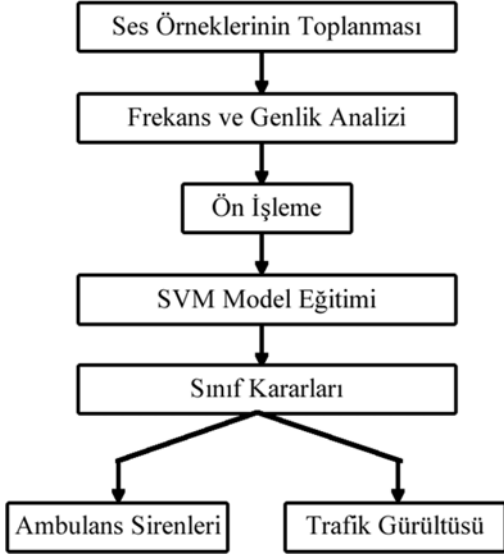 Ses Örneklerinin Toplanması
Frekans ve Genlik Analizi
Ön İşleme
SVM Model Eğitimi
Sınıf Kararları
Ambulans Sirenleri
Trafik Gürültüsü